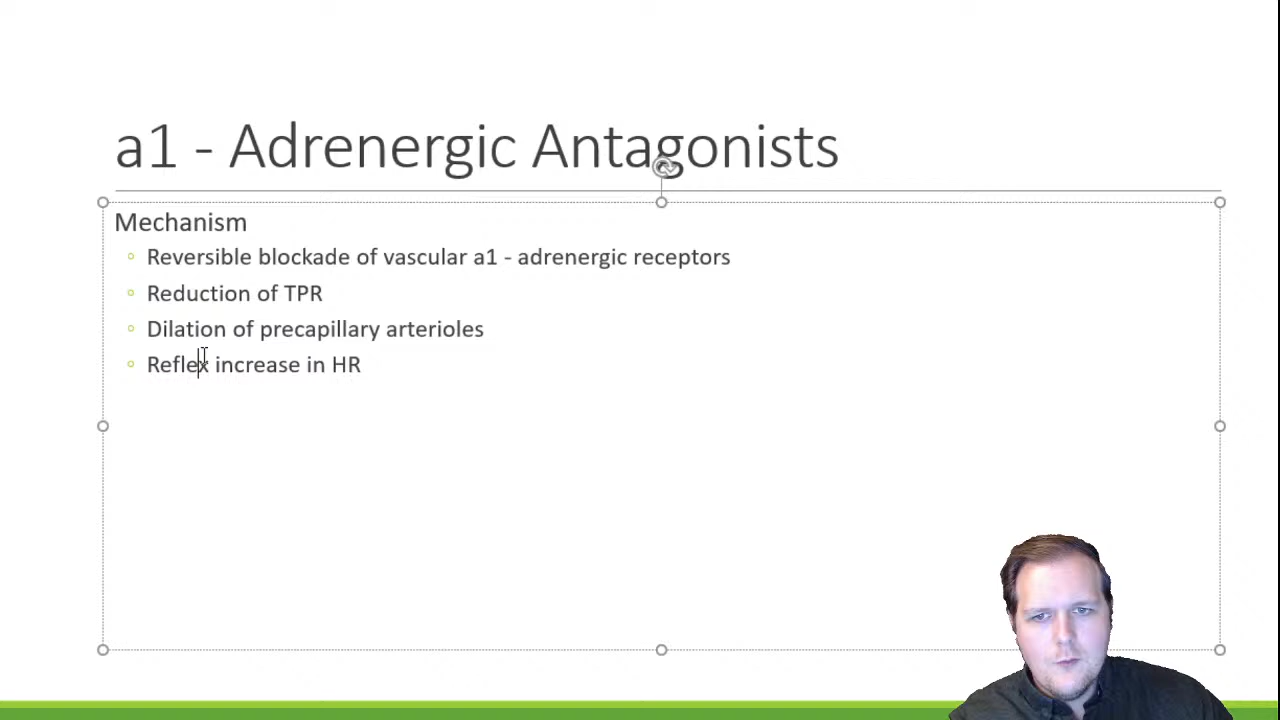 a1 - Adrenergic Antagonists
Mechanism
Reversible blockade of vascular a1 - adrenergic receptors
Reduction of TPR
Dilation of precapillary arterioles
Reflex increase in HR